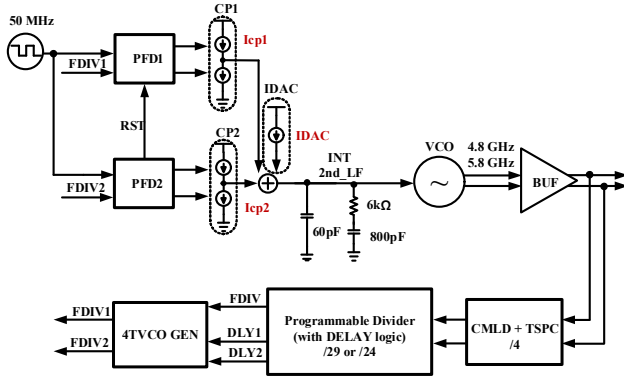 50 MHz
CP1
Icp1
PFD1
FDIV1
IDAC
IDAC
RST
CP2
INT
2nd_LF
VCO
4.8 GHz
5.8 GHz
BUF
PFD2
FDIV2
Icp2
6kΩ
60pF
800pF
FDIV1
FDIV2
4TVCO GEN
FDIV
DLY1
DLY2
Programmable Divider
(with DELAY logic)
/29 or /24
CMLD + TSPC
/4